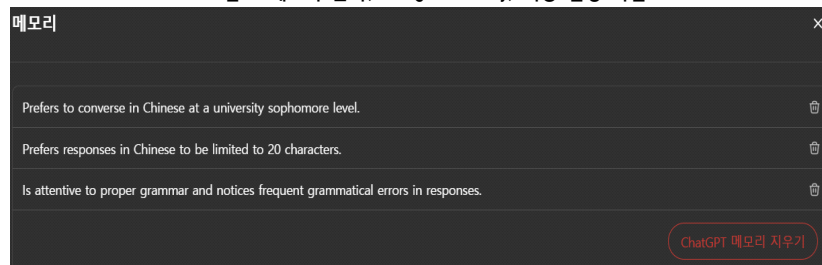 메모리
Prefers to converse in Chinese at a university sophomore level.
Prefers responses in Chinese to be limited to 20 characters.
Is attentive to proper grammar and notices frequent grammatical errors in responses.
ChatGPT 메모리 지우기